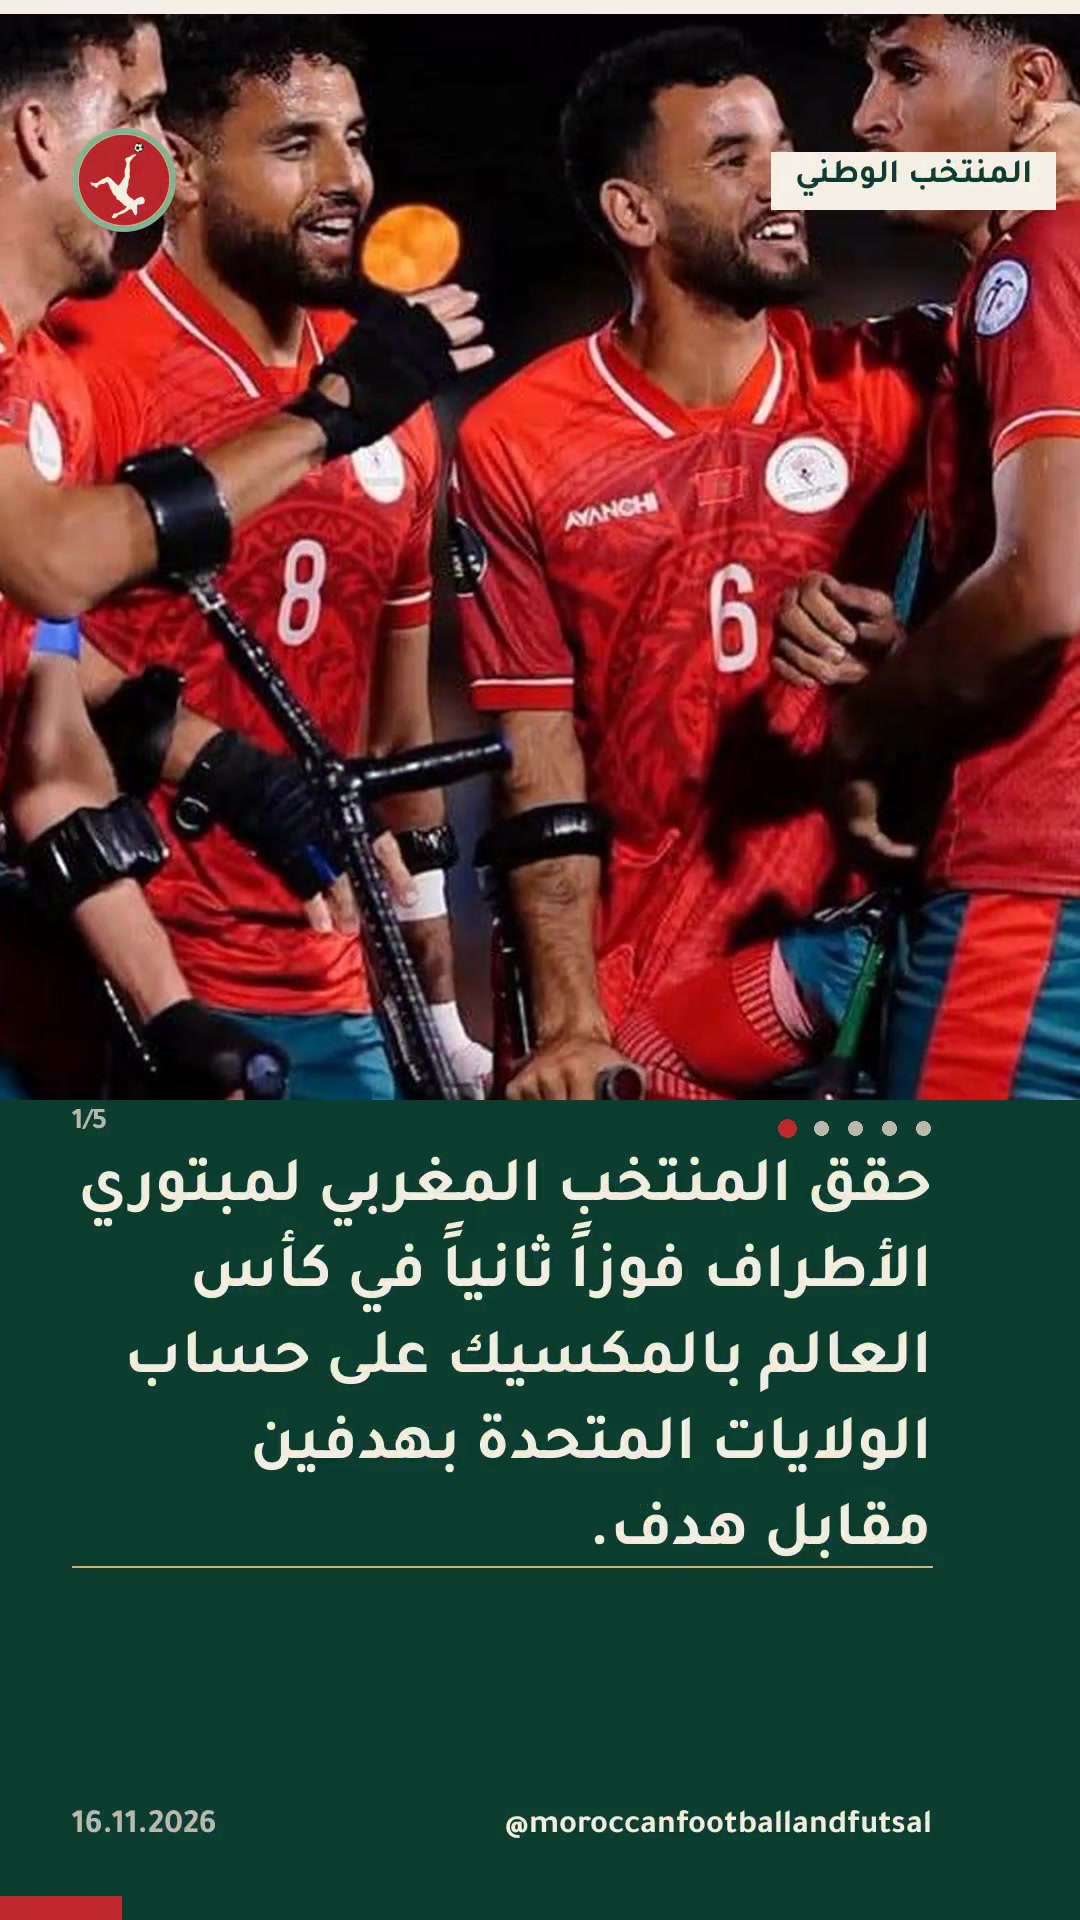 المنتخب الوطني
AVANCHI
8
6
1/5
حقق المنتخب المغربي لمبتوري
الأطراف فوزاً ثانياً في كأس
العالم بالمكسيك على حساب
الولايات المتحدة بهدفين
مقابل هدف.
16.11.2026
@moroccanfootballandfutsal